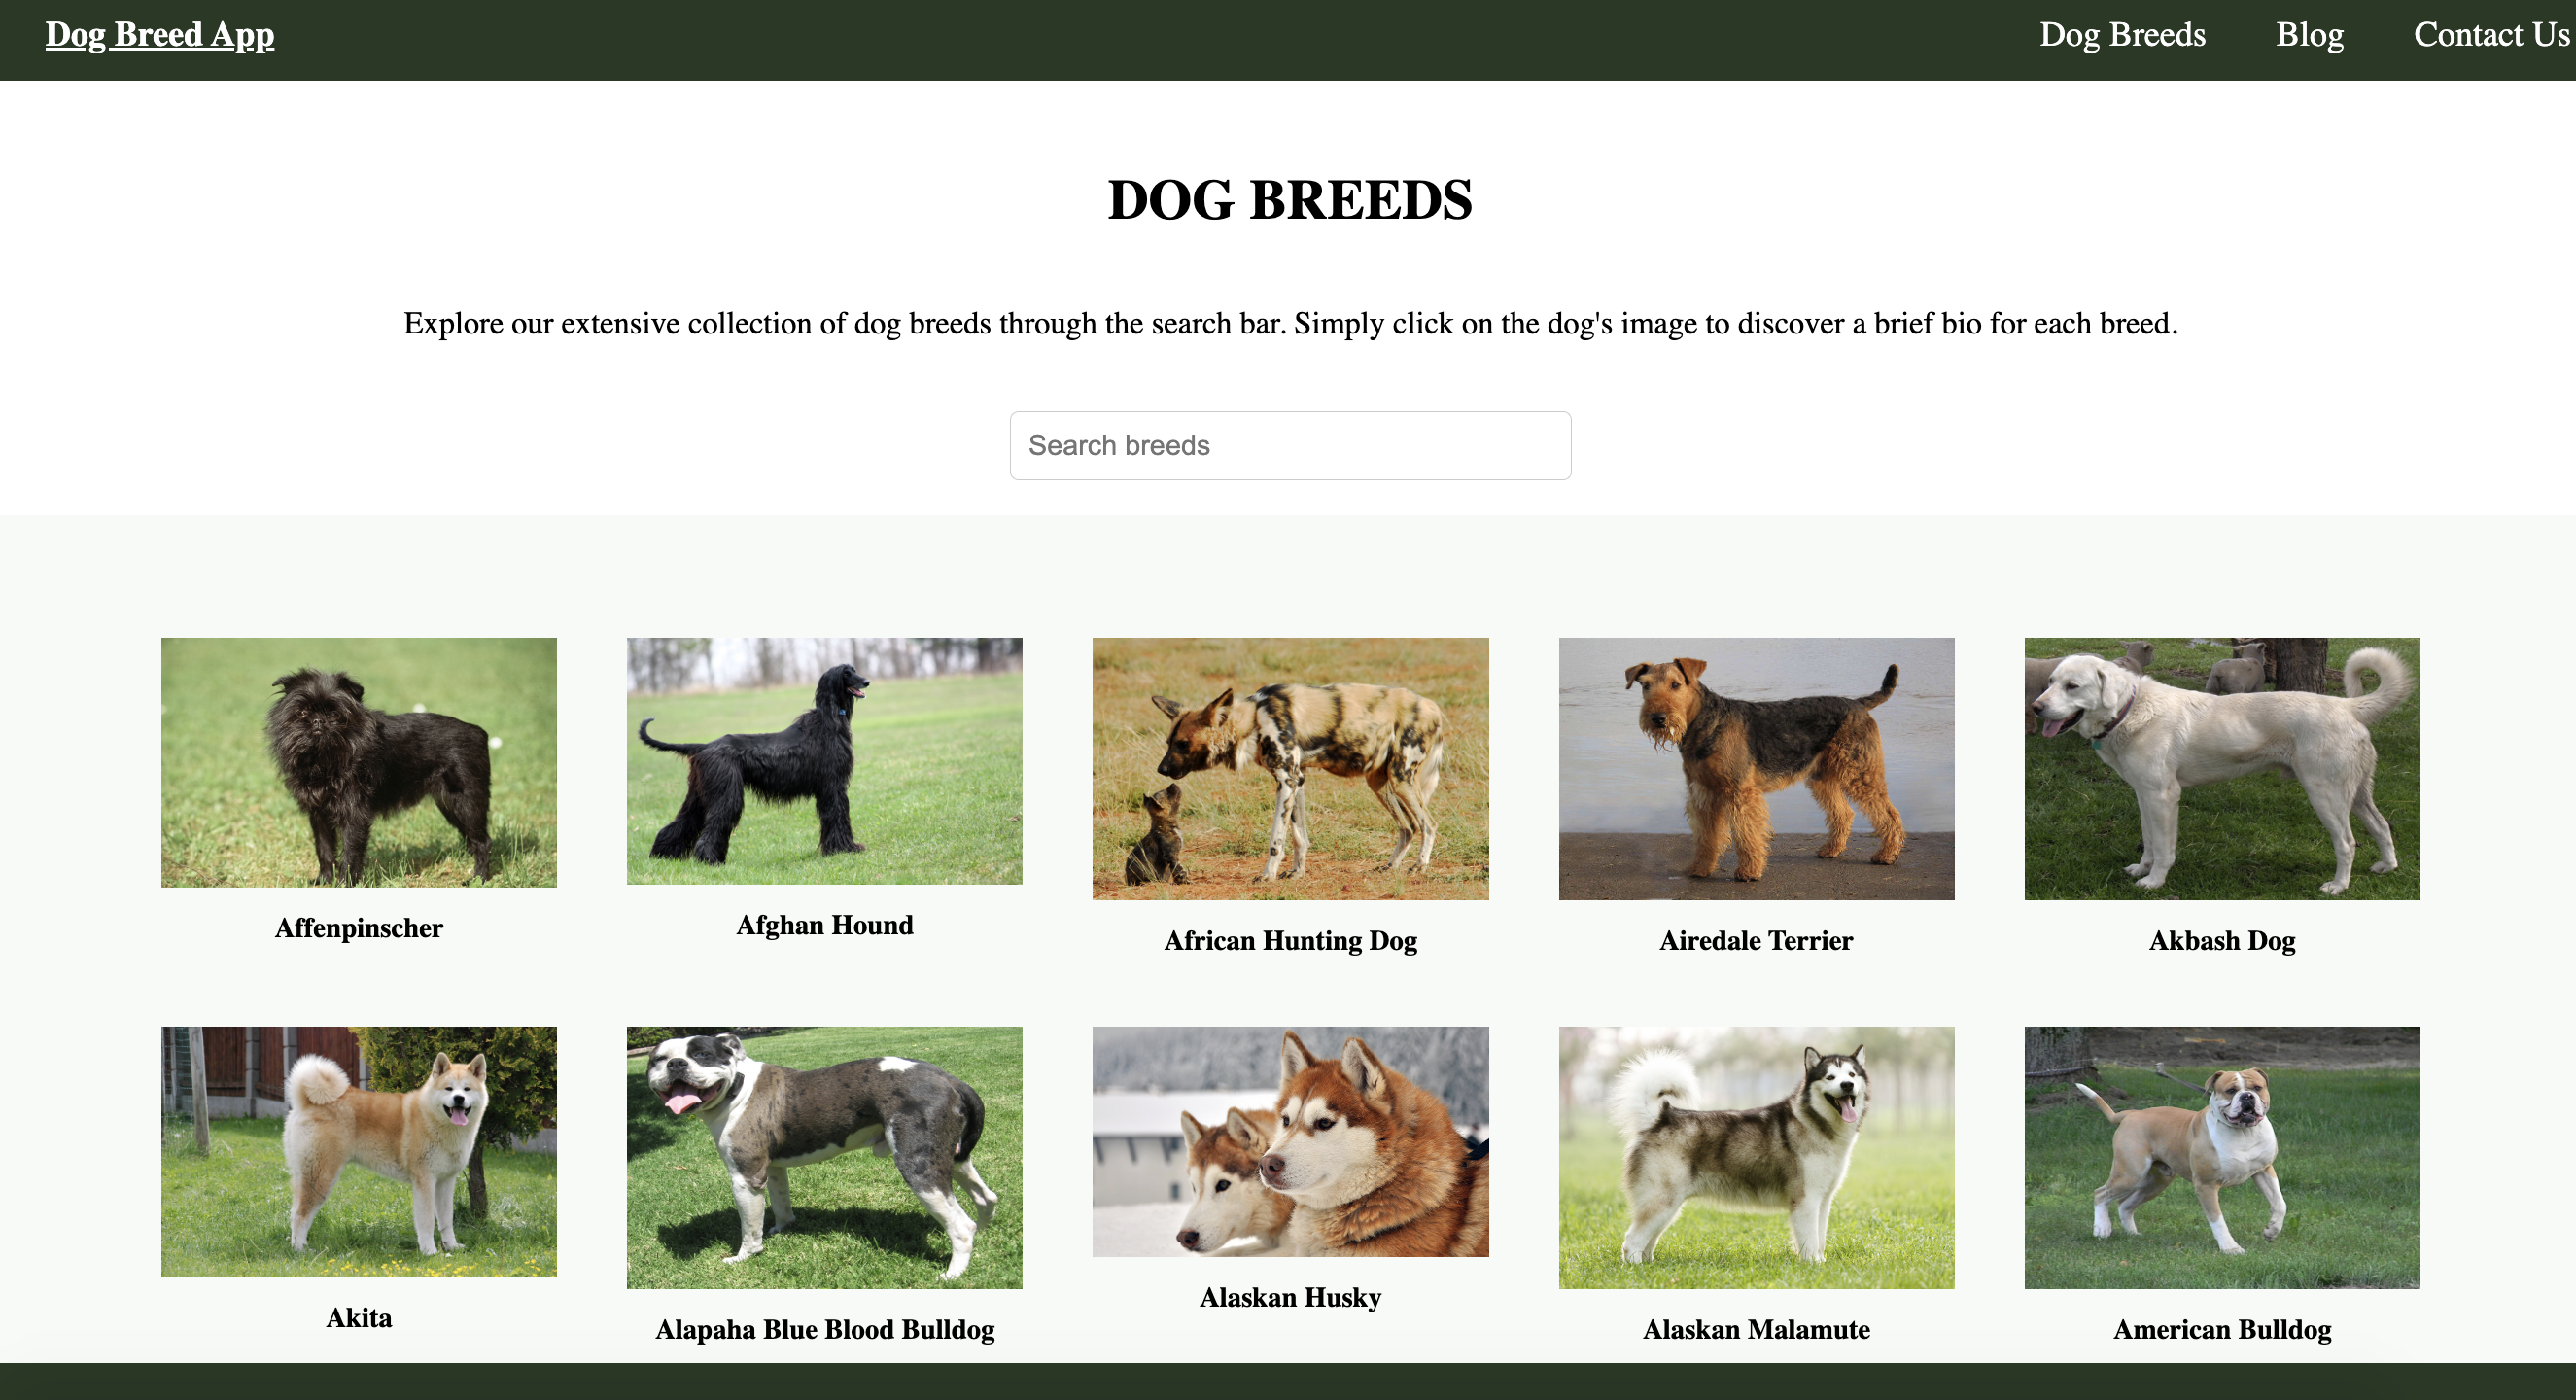 Dog Breed App
Dog Breeds
Blog
Contact Us
DOG BREEDS
Explore our extensive collection of dog breeds through the search bar. Simply click on the dog's image to discover a brief bio for each breed.
Search breeds
Affenpinscher
Afghan Hound
African Hunting Dog
Airedale Terrier
Akbash Dog
Akita
Alapaha Blue Blood Bulldog
Alaskan Husky
Alaskan Malamute
American Bulldog